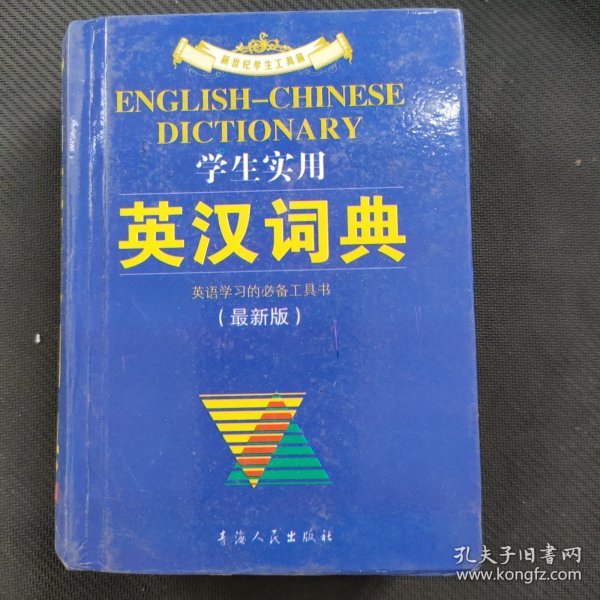 新世纪学生工具箱
ENGLISH-CHINESE
DICTIONARY
学生实用
英汉词典
英语学习的必备工具书
(最新版)
青海人民出版社
孔夫子旧书网
www.kongfz.com